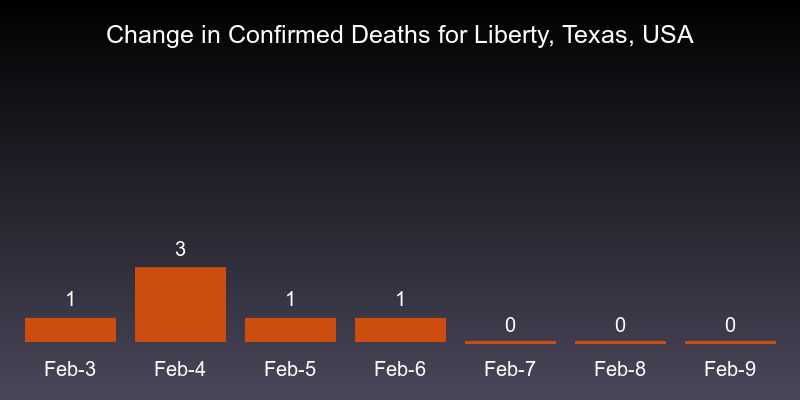 Change in Confirmed Deaths for Liberty, Texas, USA
3
1 1 1
0 0 0
Feb-3 Feb-4 Feb-5 Feb-6 Feb-7 Feb-8 Feb-9